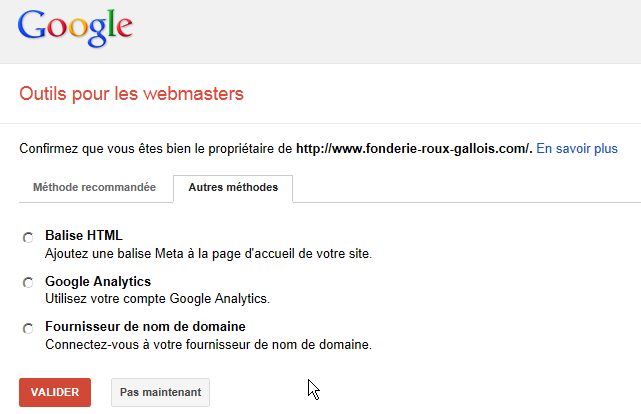 Google
Outils pour les webmasters
Confirmez que vous êtes bien le propriétaire de http://www.fonderie-roux-gallois.com/. En savoir plus
Méthode recommandée
Autres méthodes
Balise HTML
Ajoutez une balise Meta à la page d'accueil de votre site.
Google Analytics
Utilisez votre compte Google Analytics.
Fournisseur de nom de domaine
Connectez-vous à votre fournisseur de nom de domaine.
VALIDER
Pas maintenant